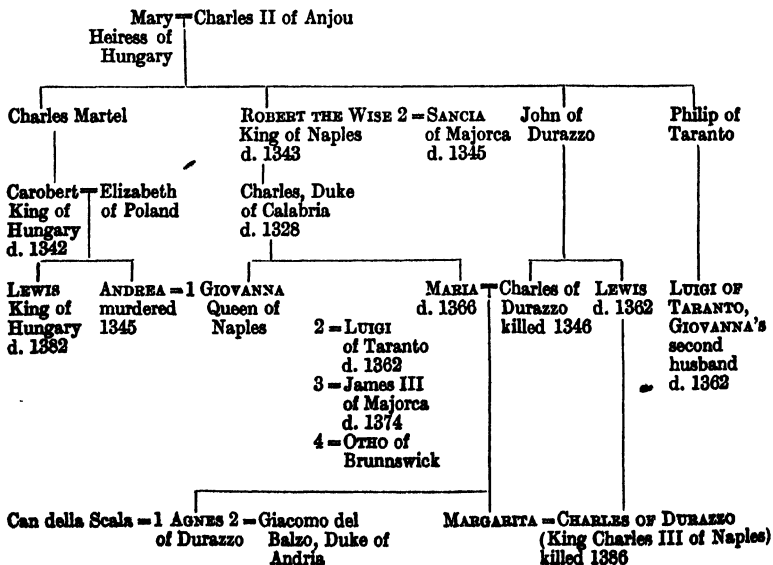 Mary = Charles II of Anjou
Heiress of
Hungary
Charles Martel
ROBERT THE WISE 2 = SANCIA
King of Naples of Majorca
d. 1343 d. 1345
John of
Durazzo
Philip of
Taranto
Carobert = Elizabeth
King of of Poland
Hungary
d. 1342
Charles, Duke
of Calabria
d. 1328
LEWIS
King of
Hungary
d. 1382
ANDREA = 1 GIOVANNA
murdered Queen of
1345 Naples
2 = LUIGI
of Taranto
d. 1362
3 = James III
of Majorca
d. 1374
4 = OTHO of
Brunnswick
MARIA = Charles of
d. 1366 Durazzo
killed 1346
LEWIS
d. 1362
LUIGI OF
TARANTO,
GIOVANNA'S
second
husband
d. 1362
Can della Scala = 1 AGNES 2 = Giacomo del
of Durazzo Balzo, Duke of
Andria
MARGARITA = CHARLES OF DURAZZO
(King Charles III of Naples)
killed 1386